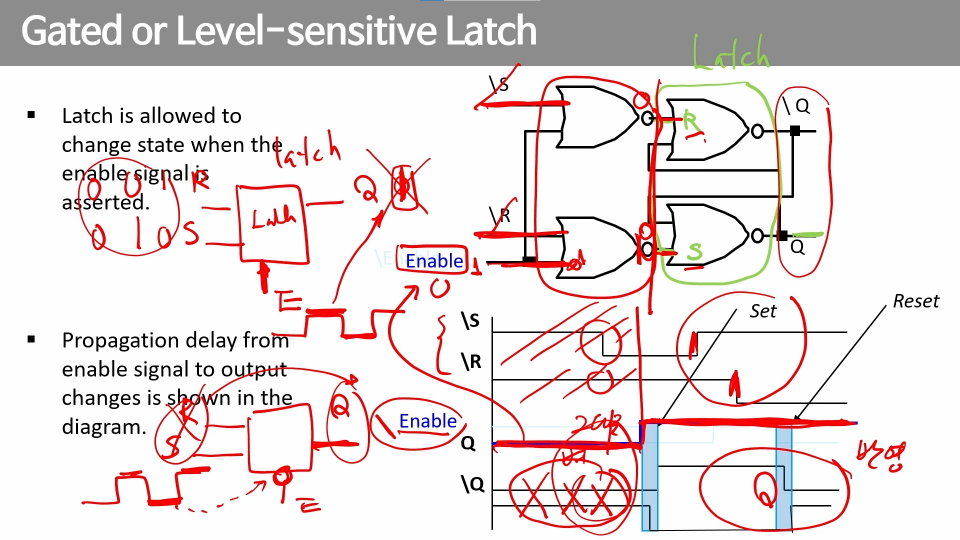 Gated or Level-sensitive Latch
Latch
▪ Latch is allowed to
change state when the
enable signal is
asserted.
latch
0 0 1 R
0 1 0 S
Latch
Q
E
\S
\R
Enable
1
0
R
S
\ Q
Q
▪ Propagation delay from
enable signal to output
changes is shown in the
diagram.
R
S
Q
E
\ Enable
\S
\R
Q
\Q
Set
Reset
X X X
Q
반영